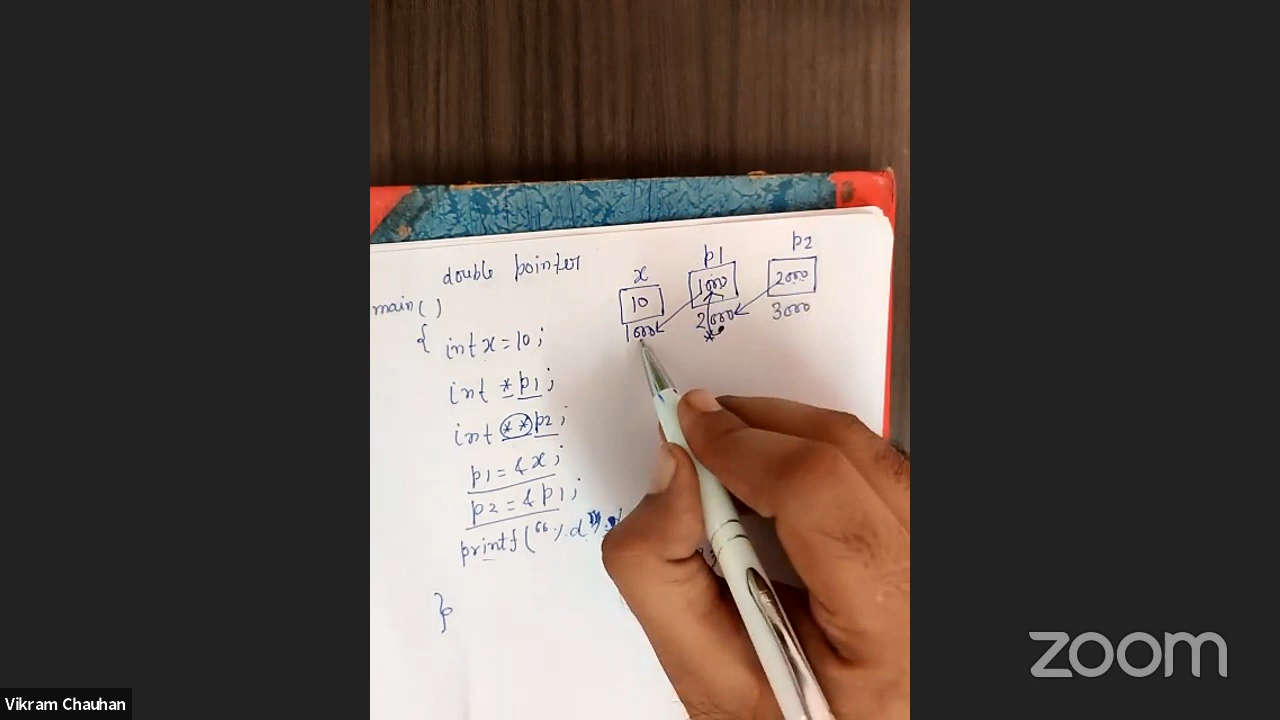 double pointer
x p1 p2
10 1000 2000
1000 2000 3000
*
main()
{ int x = 10 ;
int *p1 ;
int **p2 ;
p1 = &x ;
p2 = &p1 ;
printf("%d"
}
Vikram Chauhan
zoom